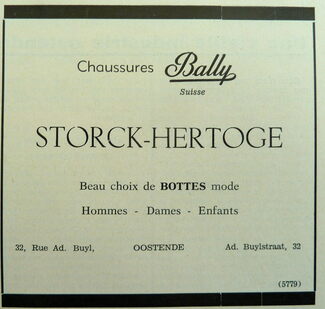 Chaussures Bally
Suisse
STORCK-HERTOGE
Beau choix de BOTTES mode
Hommes - Dames - Enfants
32, Rue Ad. Buyl, OOSTENDE Ad. Buylstraat, 32
(5779)